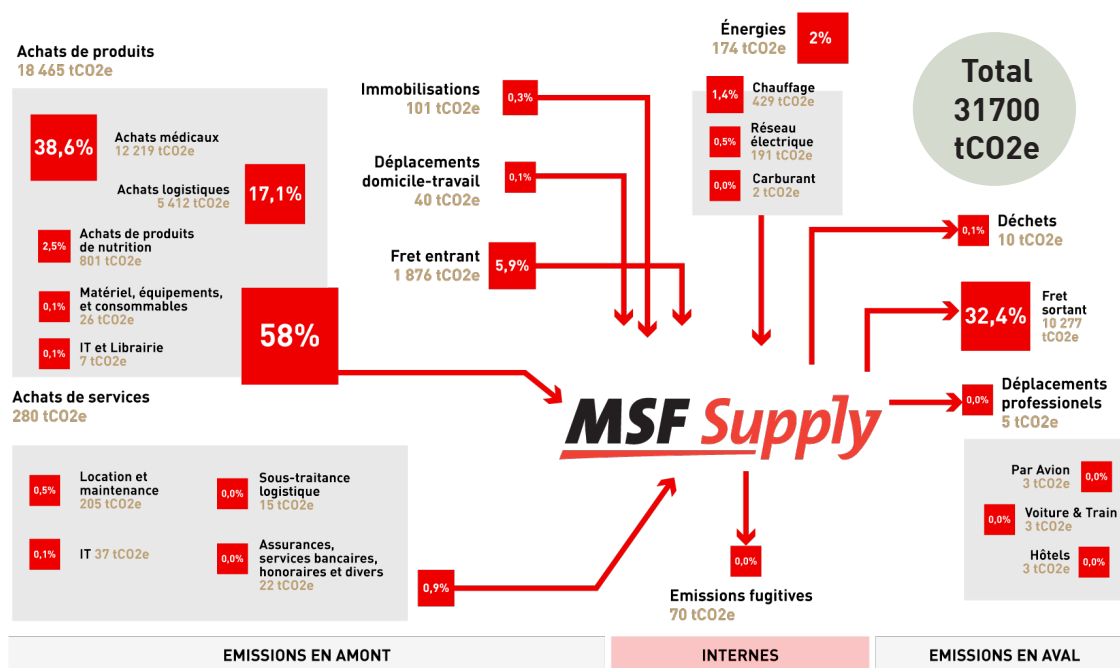 Achats de produits
18 465 tCO2e
38,6%
Achats médicaux
12 219 tCO2e
Achats logistiques
5 412 tCO2e
17,1%
2,5%
Achats de produits
de nutrition
801 tCO2e
0,1%
Matériel, équipements,
et consommables
26 tCO2e
0,1%
IT et Librairie
7 tCO2e
58%
Achats de services
280 tCO2e
0,5%
Location et
maintenance
205 tCO2e
0,0%
Sous-traitance
logistique
15 tCO2e
0,1%
IT 37 tCO2e
0,0%
Assurances,
services bancaires,
honoraires et divers
22 tCO2e
0,9%
Immobilisations
101 tCO2e
0,3%
Déplacements
domicile-travail
40 tCO2e
0,1%
Fret entrant
1 876 tCO2e
5,9%
Énergies
174 tCO2e
2%
1,4%
Chauffage
429 tCO2e
0,5%
Réseau
électrique
191 tCO2e
0,0%
Carburant
2 tCO2e
Total
31700
tCO2e
MSF Supply
0,0%
Emissions fugitives
70 tCO2e
0,1%
Déchets
10 tCO2e
32,4%
Fret
sortant
10 277
tCO2e
0,0%
Déplacements
professionels
5 tCO2e
Par Avion
3 tCO2e
0,0%
0,0%
Voiture & Train
3 tCO2e
Hôtels
3 tCO2e
0,0%
EMISSIONS EN AMONT
INTERNES
EMISSIONS EN AVAL